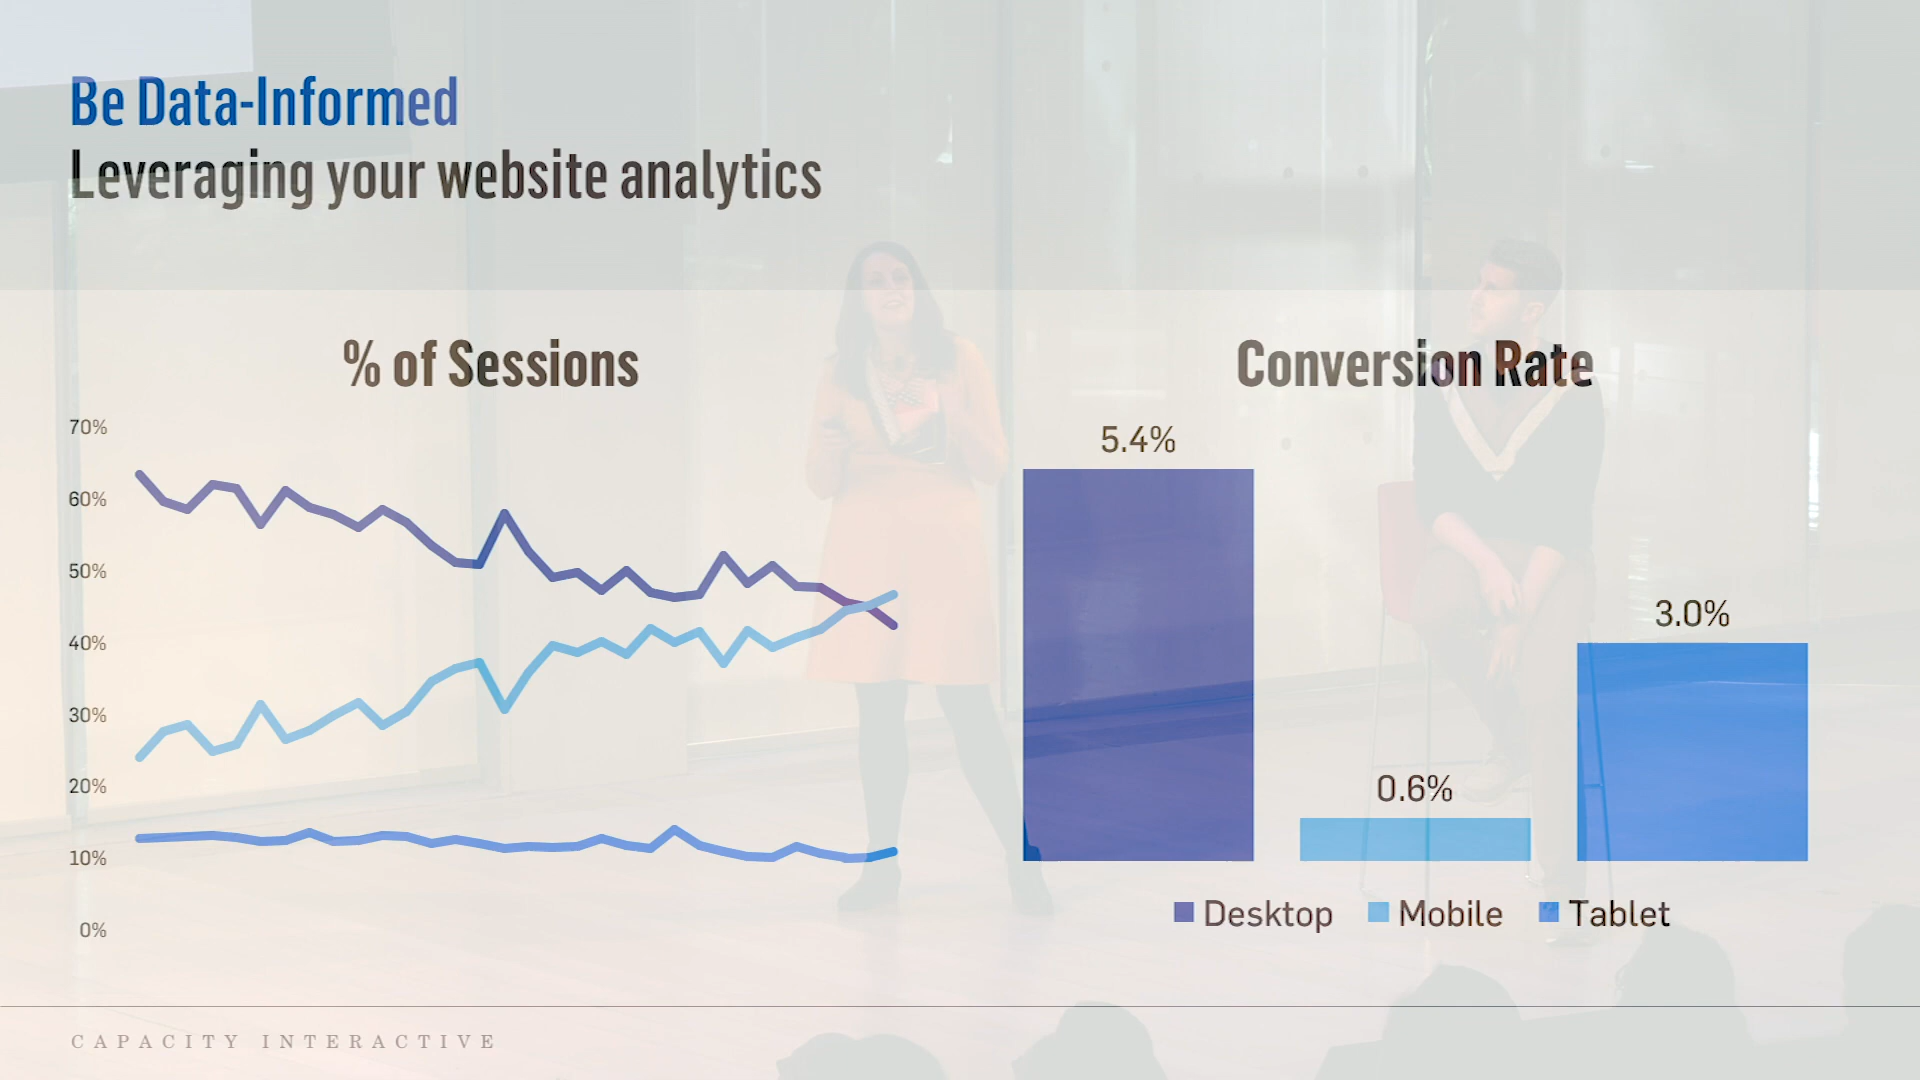 Be Data-Informed
Leveraging your website analytics
% of Sessions
70%
60%
50%
40%
30%
20%
10%
0%
Conversion Rate
5.4%
0.6%
3.0%
Desktop Mobile Tablet
CAPACITY INTERACTIVE